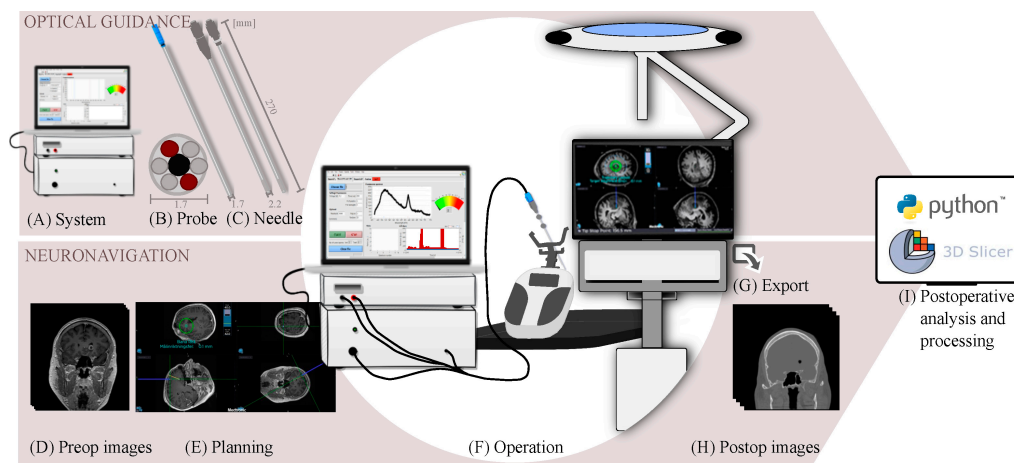 OPTICAL GUIDANCE
[mm]
270
1.7
1.7
2.2
(A) System
(B) Probe
(C) Needle
NEURONAVIGATION
(D) Preop images
(E) Planning
(F) Operation
(G) Export
(H) Postop images
python™
3D Slicer
(I) Postoperative
analysis and
processing